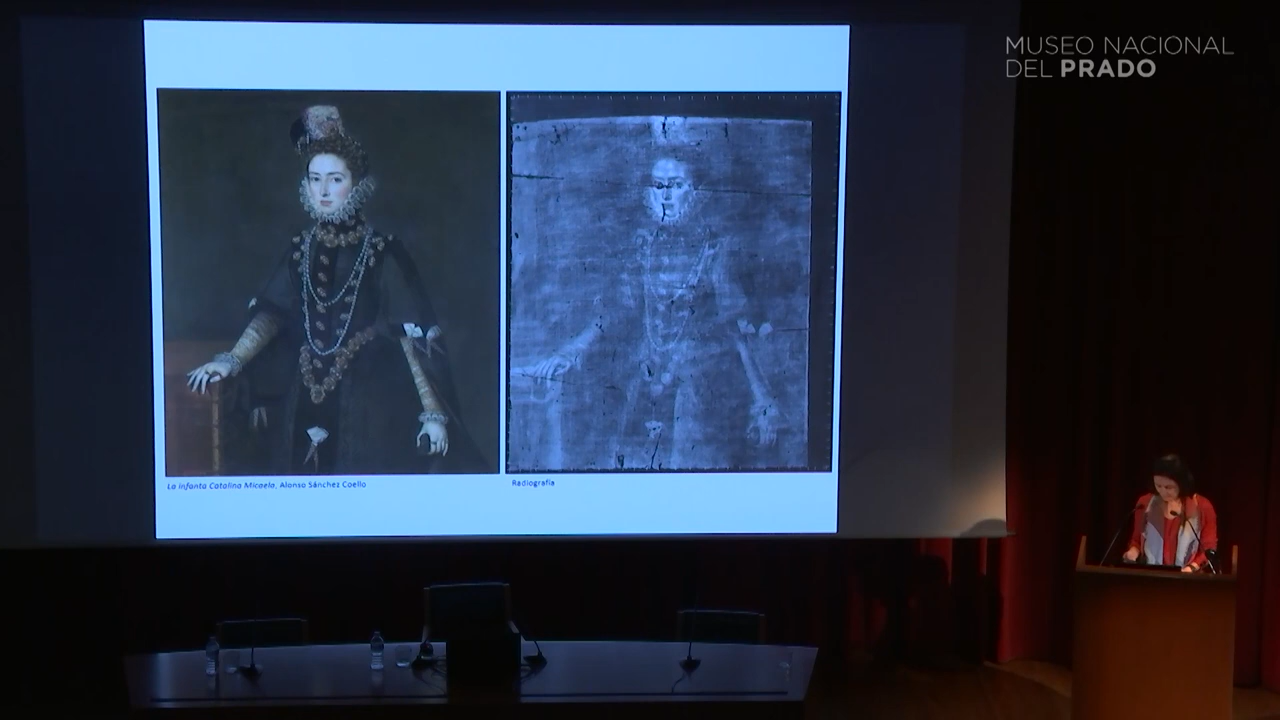 MUSEO NACIONAL
DEL PRADO
La infanta Catalina Micaela, Alonso Sánchez Coello
Radiografía